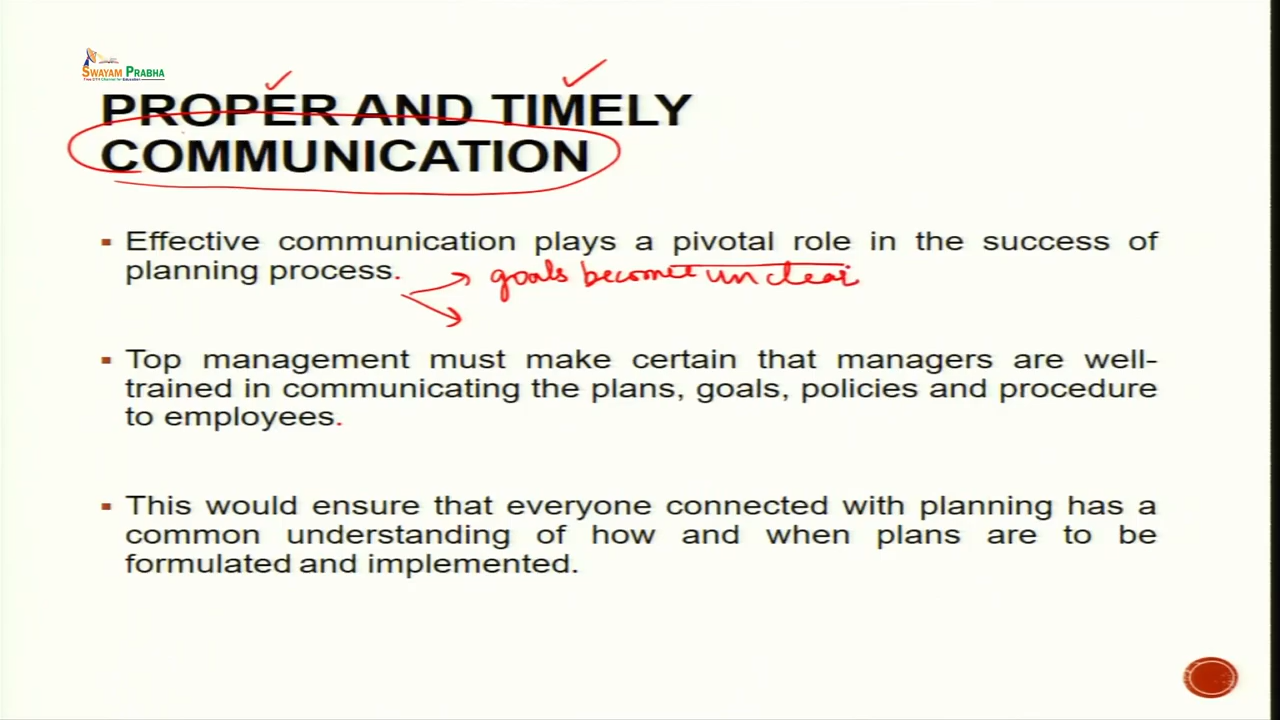 SWAYAM PRABHA
PROPER AND TIMELY
COMMUNICATION
Effective communication plays a pivotal role in the success of
planning process.
goals become unclear
Top management must make certain that managers are well-
trained in communicating the plans, goals, policies and procedure
to employees.
This would ensure that everyone connected with planning has a
common understanding of how and when plans are to be
formulated and implemented.